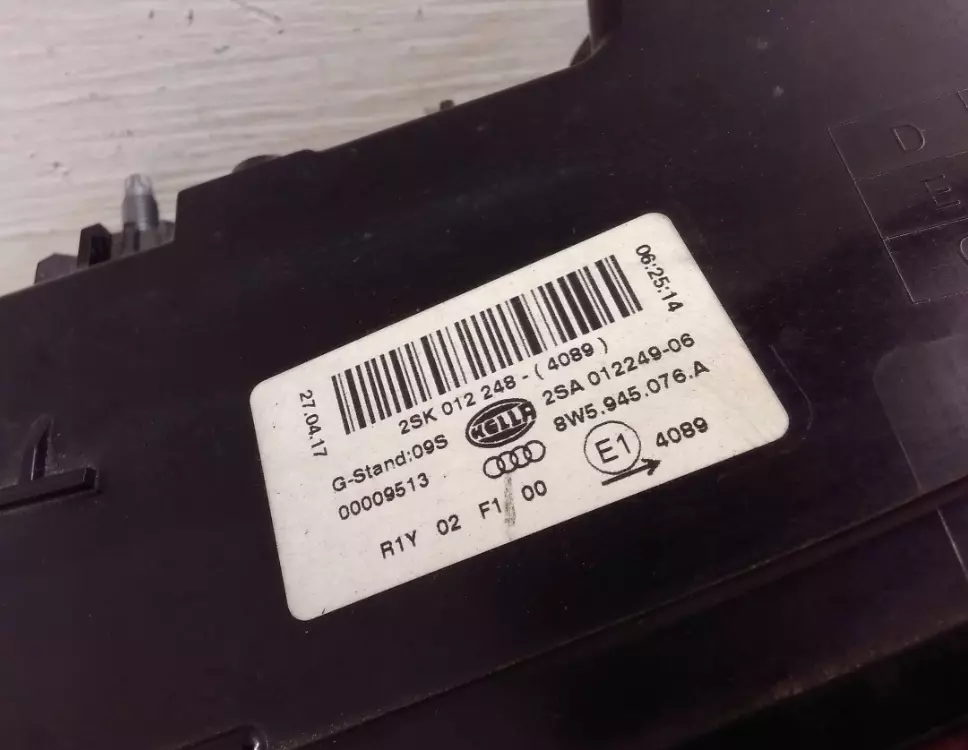 27.04.17
06:25:14
2SK 012 248-(4089)
G-Stand:09S
HELLA
2SA 012249-06
00009513
8W5.945.076.A
R1Y 02 F1 00
E1
4089
D
E